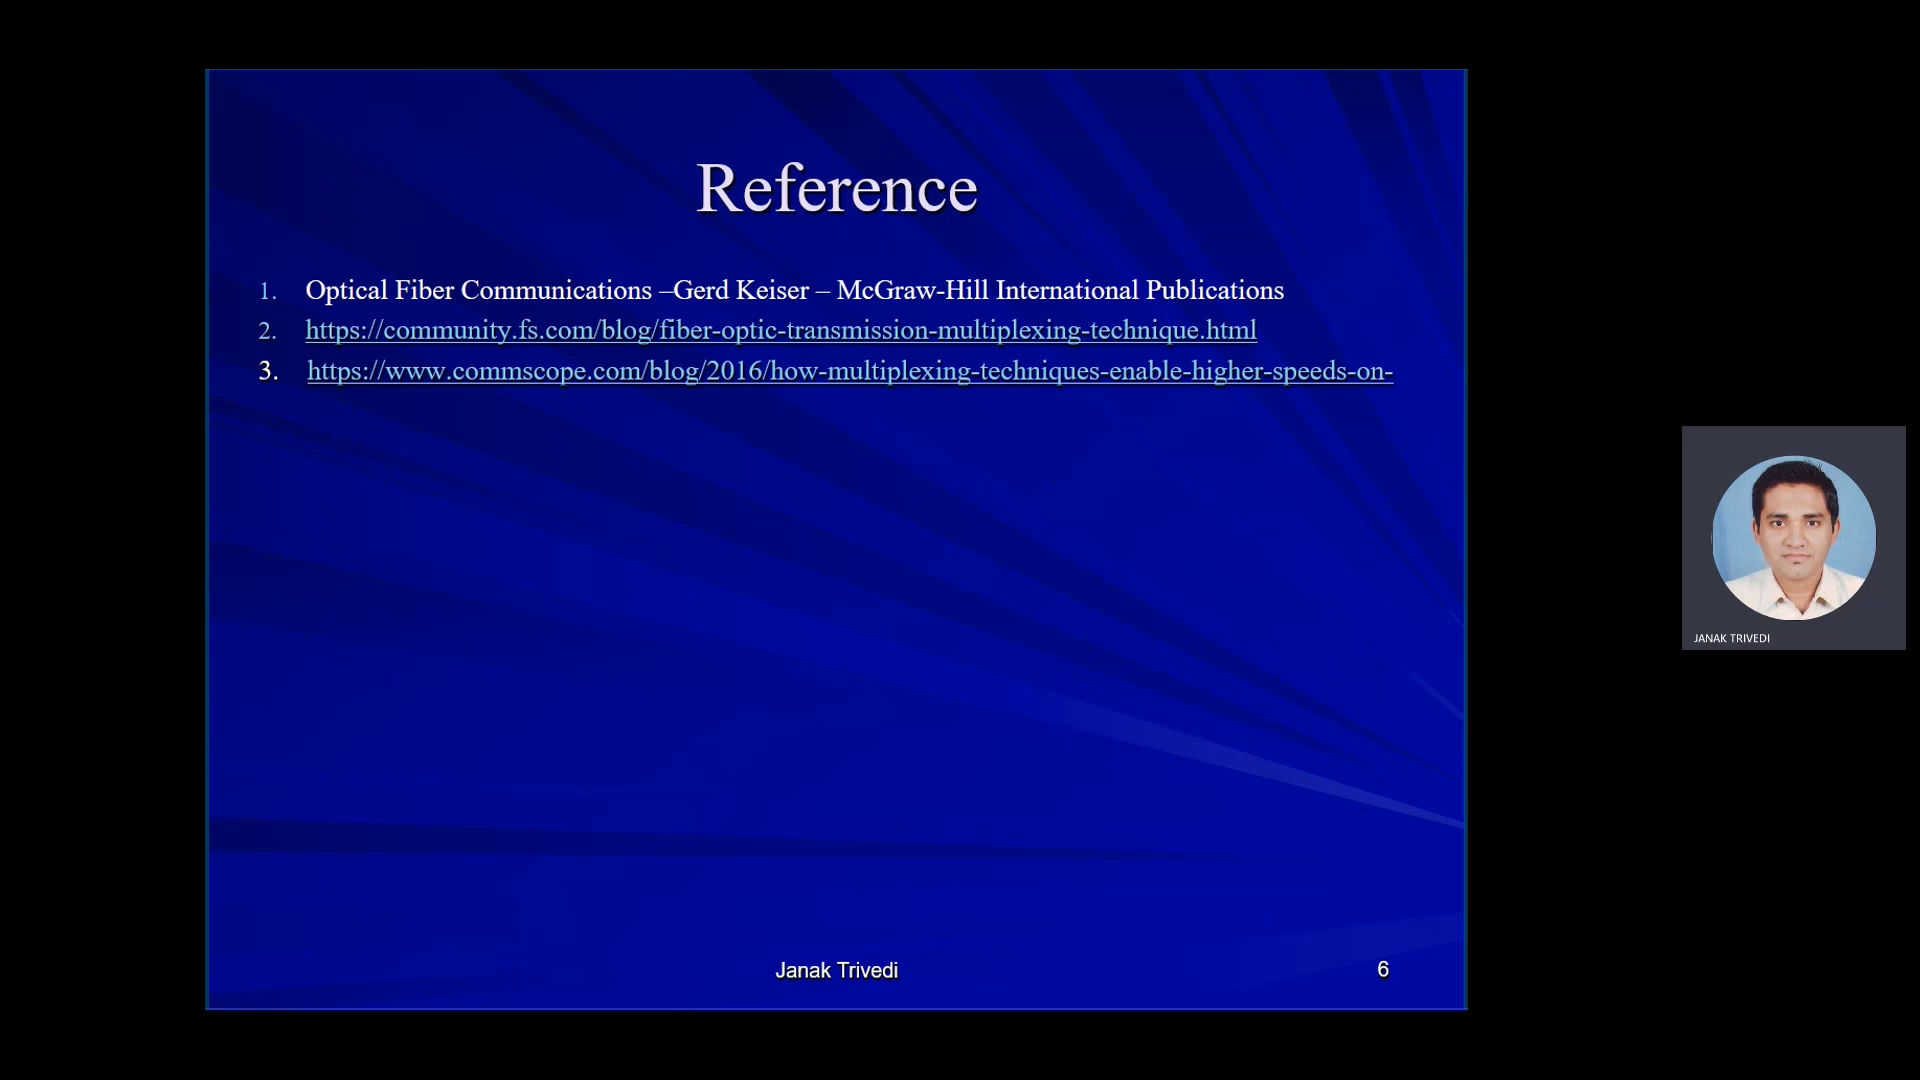 Reference
1. Optical Fiber Communications –Gerd Keiser – McGraw-Hill International Publications
2. https://community.fs.com/blog/fiber-optic-transmission-multiplexing-technique.html
3. https://www.commscope.com/blog/2016/how-multiplexing-techniques-enable-higher-speeds-on-
JANAK TRIVEDI
Janak Trivedi
6